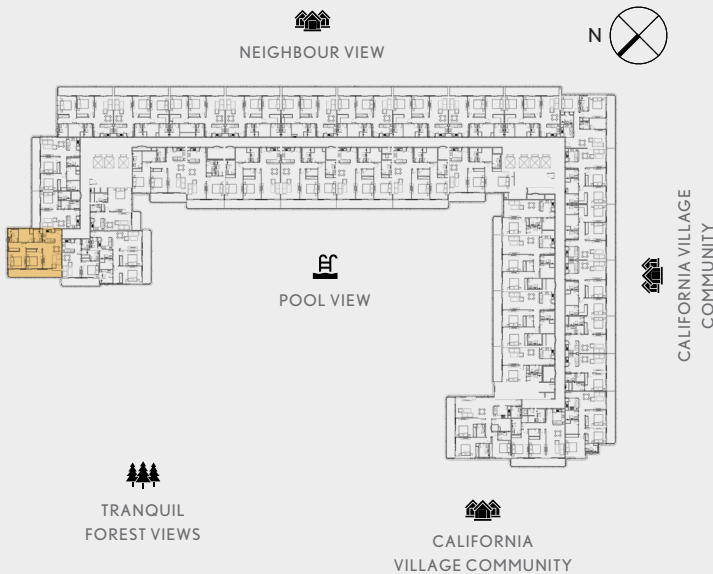 N
NEIGHBOUR VIEW
CALIFORNIA VILLAGE
COMMUNITY
POOL VIEW
TRANQUIL
FOREST VIEWS
CALIFORNIA
VILLAGE COMMUNITY